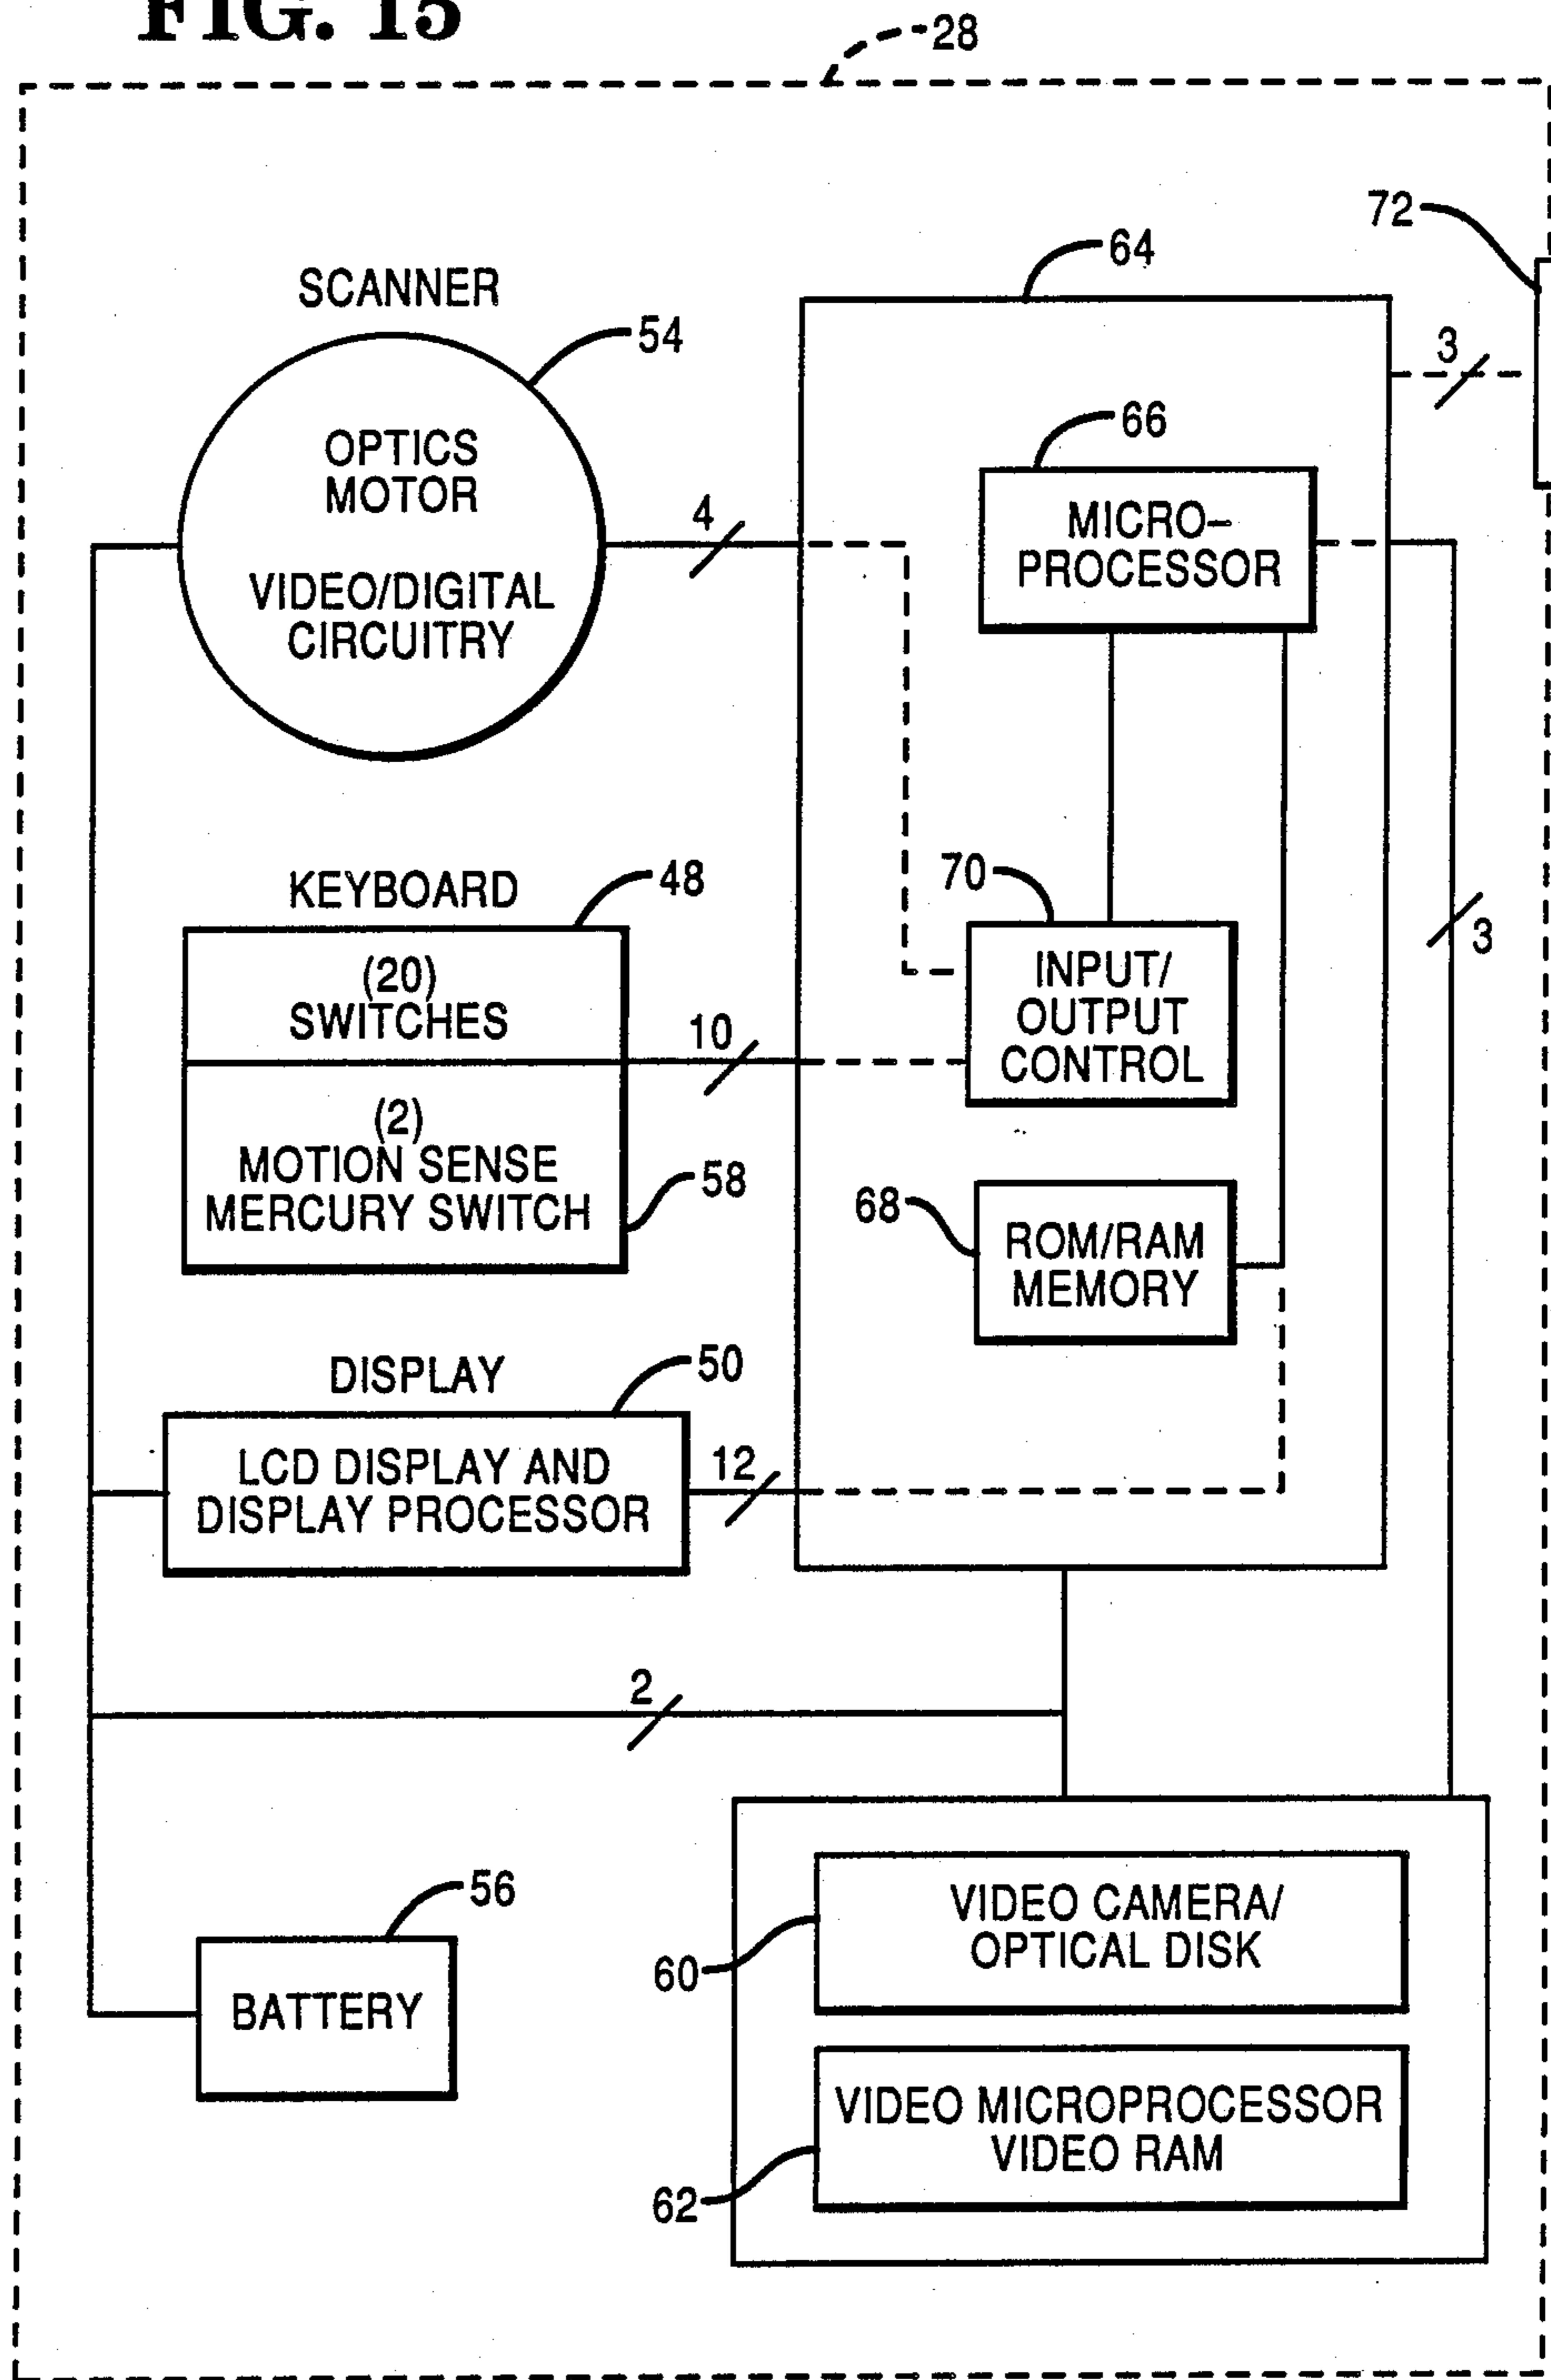 FIG. 15
28
72
64
SCANNER
54
3
OPTICS
MOTOR
VIDEO/DIGITAL
CIRCUITRY
4
66
MICRO-
PROCESSOR
KEYBOARD
48
70
3
(20)
SWITCHES
10
INPUT/
OUTPUT
CONTROL
(2)
MOTION SENSE
MERCURY SWITCH
58
68
ROM/RAM
MEMORY
DISPLAY
50
LCD DISPLAY AND
DISPLAY PROCESSOR
12
2
56
BATTERY
VIDEO CAMERA/
OPTICAL DISK
60
VIDEO MICROPROCESSOR
VIDEO RAM
62